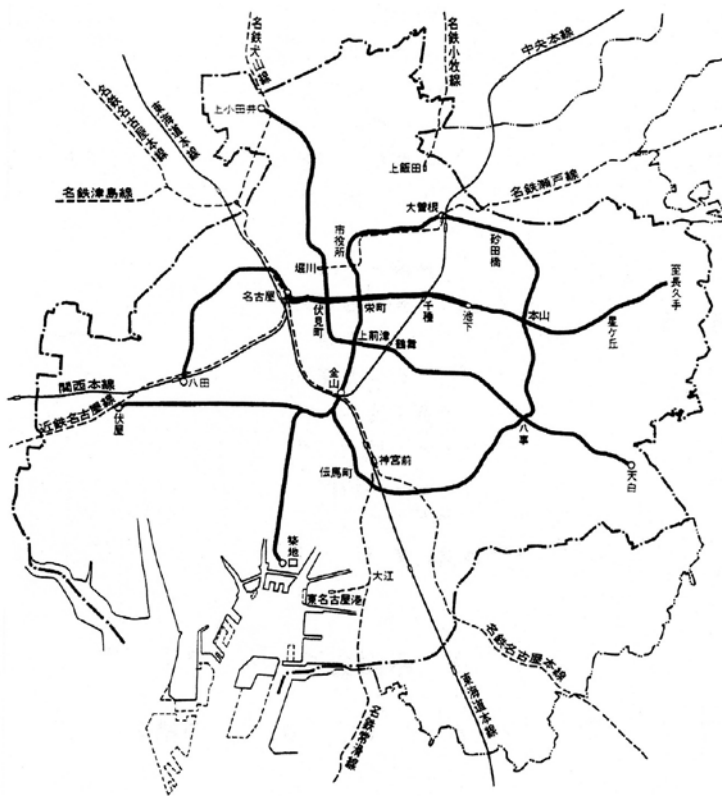 名鉄犬山線
名鉄小牧線
中央本線
東海道本線
名鉄名古屋本線
名鉄津島線
上小田井
上飯田
名鉄瀬戸線
大曽根
市役所
砂田橋
堀川
至長久手
名古屋
伏見町
栄町
千種
池下
本山
星ケ丘
上前津
鶴舞
金山
関西本線
八田
近鉄名古屋線
伏屋
八事
伝馬町
神宮前
天白
築地口
大江
東名古屋港
名鉄名古屋本線
東海道本線
名鉄常滑線